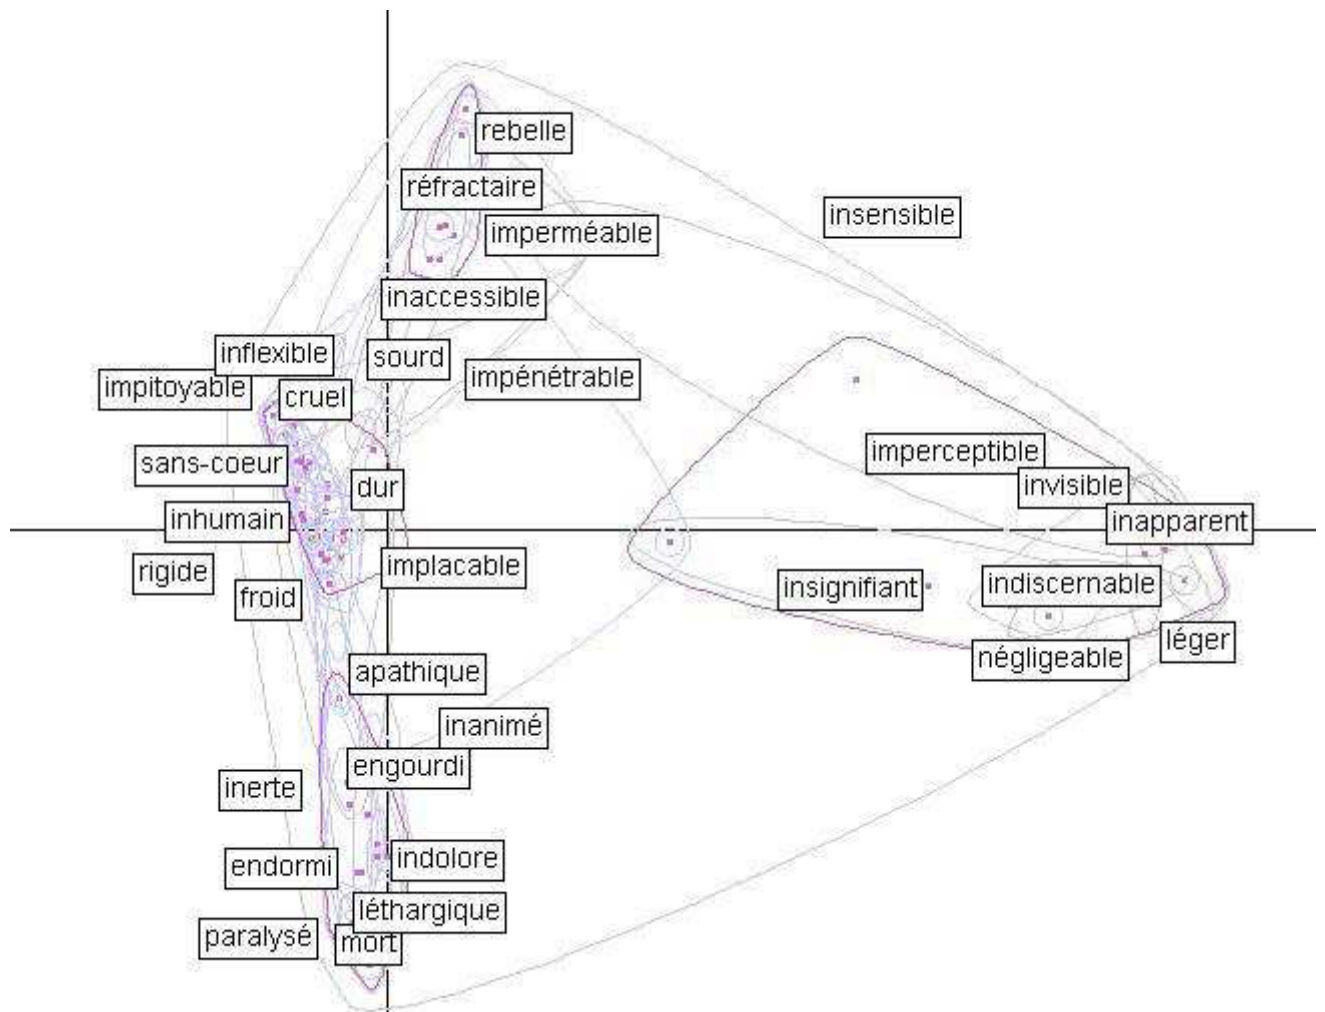 rebelle
réfractaire
insensible
imperméable
inaccessible
inflexible
sourd
impénétrable
impitoyable
cruel
imperceptible
sans-coeur
dur
invisible
inhumain
inapparent
implacable
rigide
insignifiant
indiscernable
froid
léger
négligeable
apathique
inanimé
engourdi
inerte
indolore
endormi
léthargique
paralysé
mort